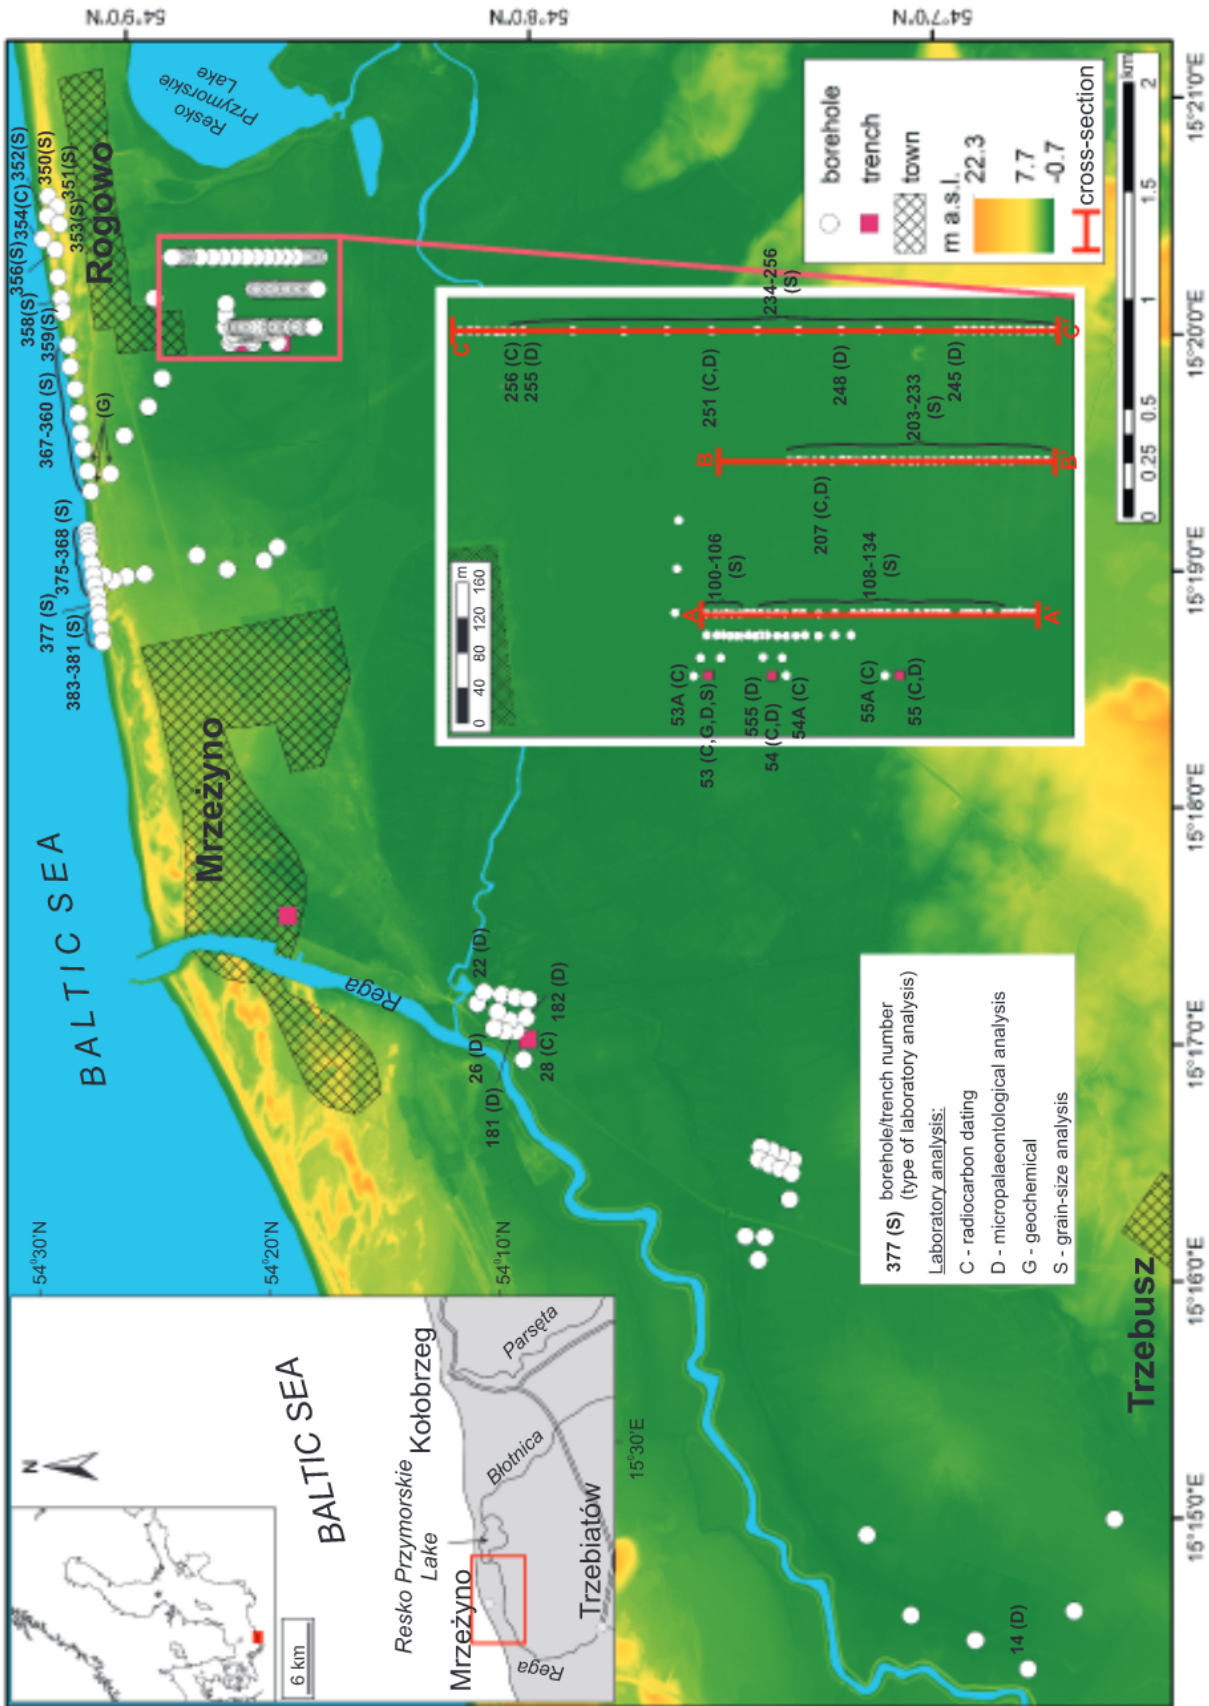 BALTIC SEA
N
BALTIC SEA
6 km
Resko Przymorskie
Lake
Kołobrzeg
Mrzeżyno
Parsęta
Błotnica
Trzebiatów
Rega
15°30'E
54°30'N
54°20'N
54°10'N
383-381 (S)
377 (S)
375-368 (S)
367-360 (S)
(G)
359(S)
358(S)
356(S)
354(C)
353(S)
352(S)
351(S)
350(S)
Rogowo
Resko
Przymorskie
Lake
Mrzeżyno
Rega
22 (D)
26 (D)
181 (D)
182 (D)
28 (C)
14 (D)
Trzebusz
0 40 80 120 160
m
53A (C)
53 (C,G,D,S)
555 (D)
54 (C,D)
54A (C)
55A (C)
55 (C,D)
A
A'
100-106
(S)
108-134
(S)
B
B'
207 (C,D)
203-233
(S)
C
C'
256 (C)
255 (D)
251 (C,D)
248 (D)
245 (D)
234-256
(S)
377 (S) borehole/trench number
(type of laboratory analysis)
Laboratory analysis:
C - radiocarbon dating
D - micropalaeontological analysis
G - geochemical
S - grain-size analysis
borehole
trench
town
m a.s.l.
22.3
7.7
-0.7
cross-section
0 0.25 0.5 1 1.5 2
km
54°9'0"N
54°8'0"N
54°7'0"N
15°15'0"E
15°16'0"E
15°17'0"E
15°18'0"E
15°19'0"E
15°20'0"E
15°21'0"E